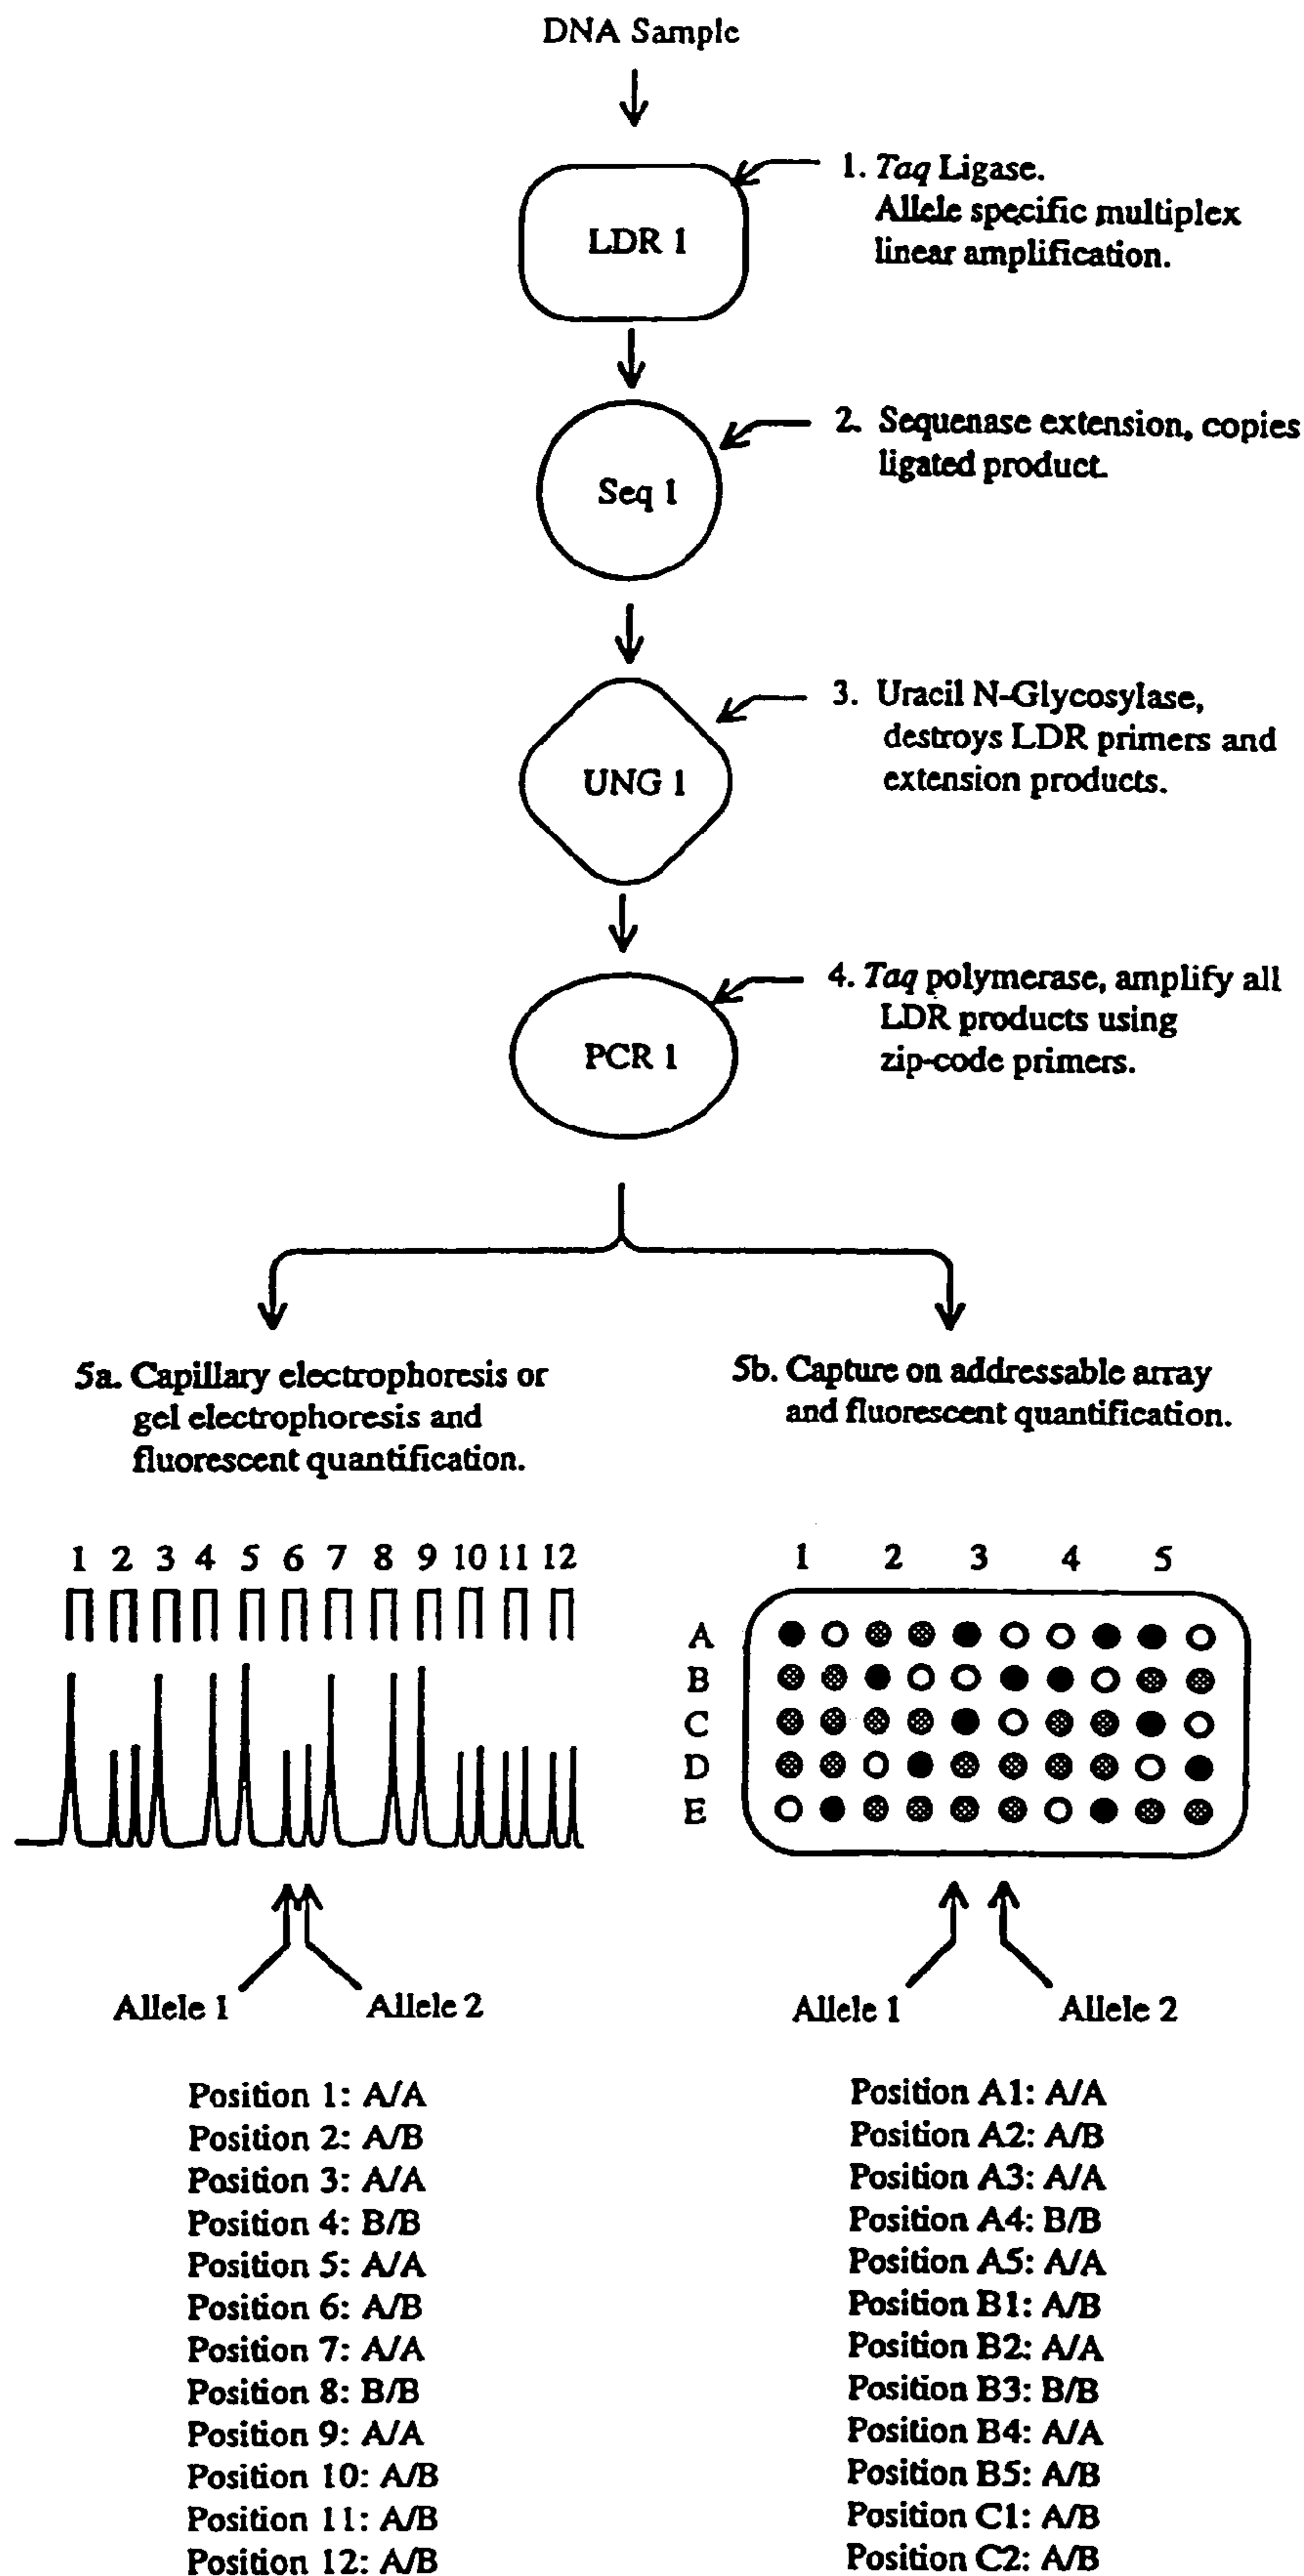 DNA Sample
LDR 1
1. Taq Ligase.
Allele specific multiplex
linear amplification.
Seq 1
2. Sequenase extension, copies
ligated product.
UNG 1
3. Uracil N-Glycosylase,
destroys LDR primers and
extension products.
PCR 1
4. Taq polymerase, amplify all
LDR products using
zip-code primers.
5a. Capillary electrophoresis or
gel electrophoresis and
fluorescent quantification.
1 2 3 4 5 6 7 8 9 10 11 12
Allele 1 Allele 2
Position 1: A/A
Position 2: A/B
Position 3: A/A
Position 4: B/B
Position 5: A/A
Position 6: A/B
Position 7: A/A
Position 8: B/B
Position 9: A/A
Position 10: A/B
Position 11: A/B
Position 12: A/B
5b. Capture on addressable array
and fluorescent quantification.
1 2 3 4 5
A
B
C
D
E
Allele 1 Allele 2
Position A1: A/A
Position A2: A/B
Position A3: A/A
Position A4: B/B
Position A5: A/A
Position B1: A/B
Position B2: A/A
Position B3: B/B
Position B4: A/A
Position B5: A/B
Position C1: A/B
Position C2: A/B